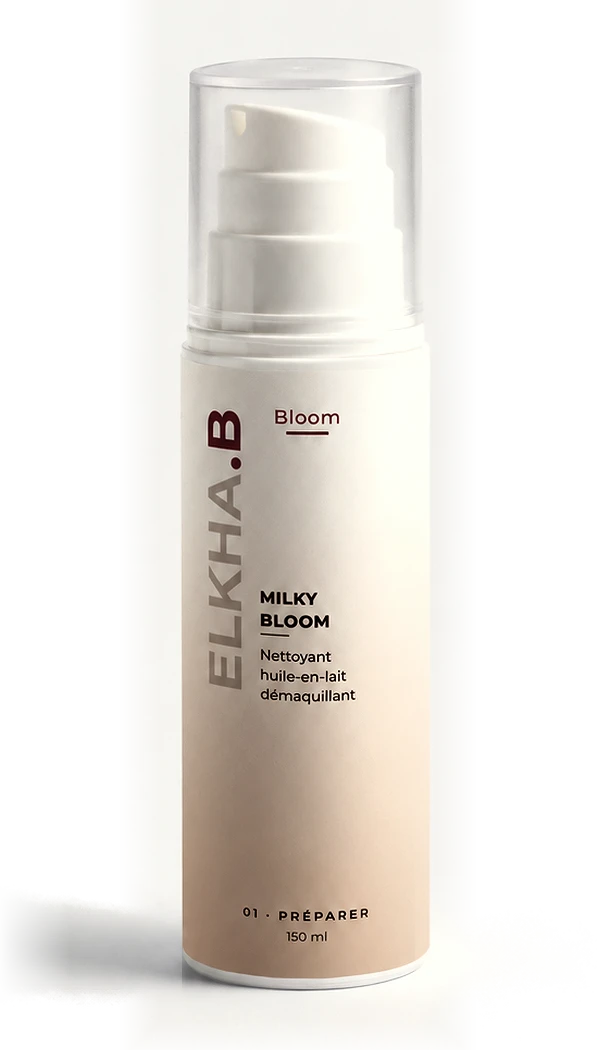 ELKHA.B
Bloom
MILKY
BLOOM
Nettoyant
huile-en-lait
démaquillant
01 · PRÉPARER
150 ml